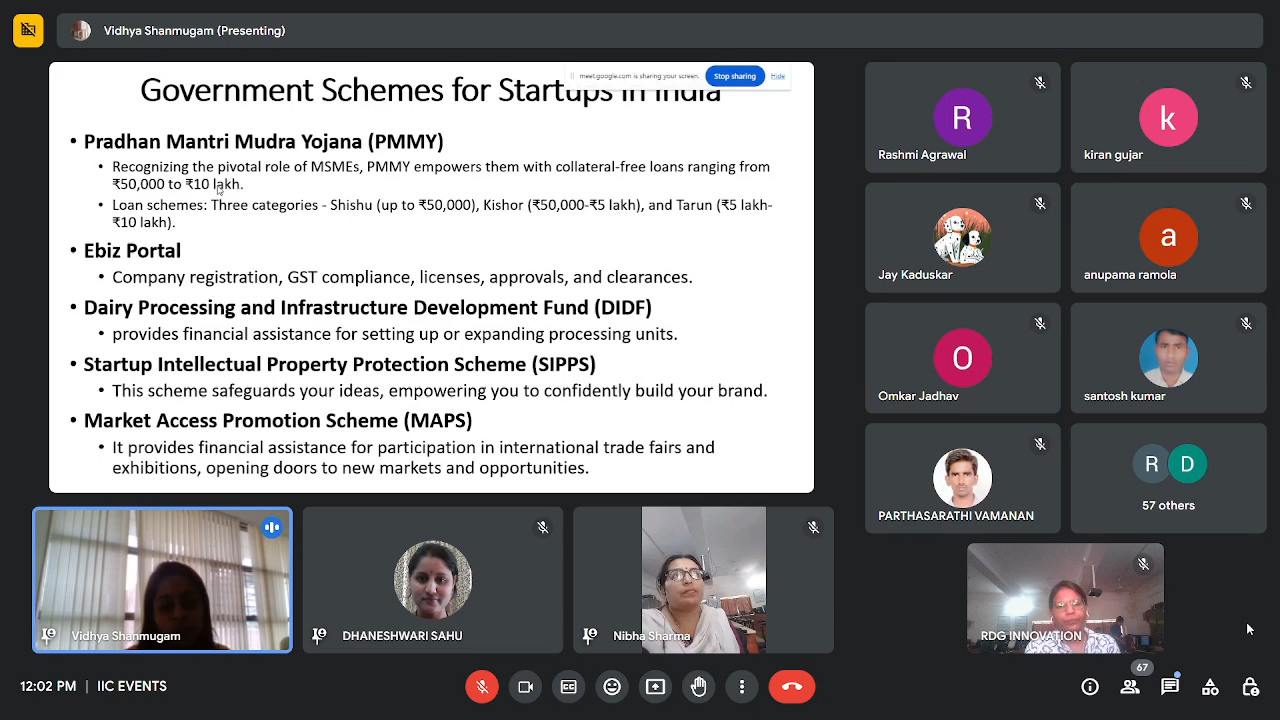 Vidhya Shanmugam (Presenting)
meet.google.com is sharing your screen.
Stop sharing
Hide
Government Schemes for Startups in India
• Pradhan Mantri Mudra Yojana (PMMY)
• Recognizing the pivotal role of MSMEs, PMMY empowers them with collateral-free loans ranging from
₹50,000 to ₹10 lakh.
• Loan schemes: Three categories - Shishu (up to ₹50,000), Kishor (₹50,000-₹5 lakh), and Tarun (₹5 lakh-
₹10 lakh).
• Ebiz Portal
• Company registration, GST compliance, licenses, approvals, and clearances.
• Dairy Processing and Infrastructure Development Fund (DIDF)
• provides financial assistance for setting up or expanding processing units.
• Startup Intellectual Property Protection Scheme (SIPPS)
• This scheme safeguards your ideas, empowering you to confidently build your brand.
• Market Access Promotion Scheme (MAPS)
• It provides financial assistance for participation in international trade fairs and
exhibitions, opening doors to new markets and opportunities.
R
Rashmi Agrawal
k
kiran gujar
Jay Kaduskar
a
anupama ramola
O
Omkar Jadhav
santosh kumar
PARTHASARATHI VAMANAN
R D
57 others
Vidhya Shanmugam
DHANESHWARI SAHU
Nibha Sharma
RDG INNOVATION
12:02 PM | IIC EVENTS
67